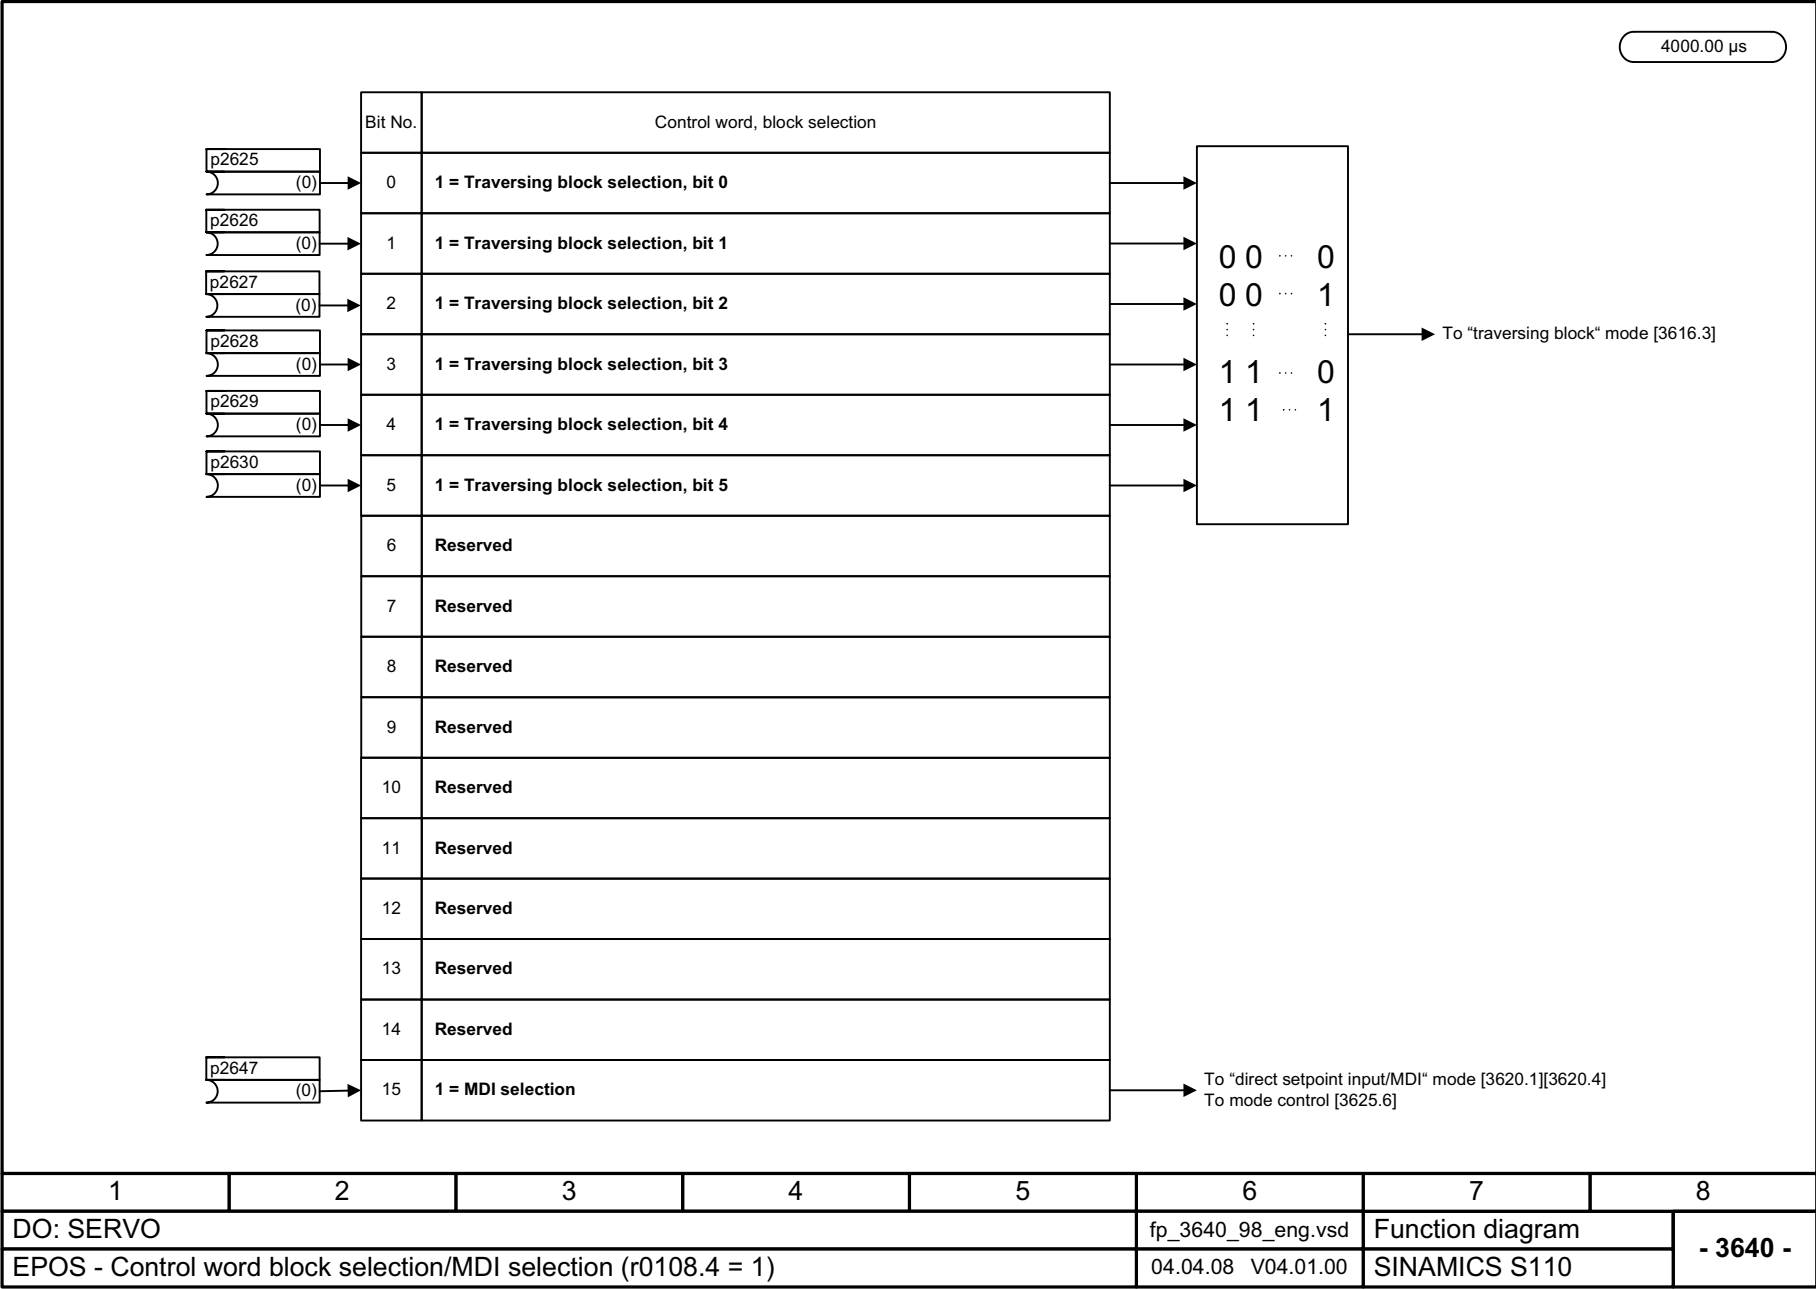 4000.00 µs
Bit No. Control word, block selection
p2625
(0) 0 1 = Traversing block selection, bit 0
p2626
(0) 1 1 = Traversing block selection, bit 1
p2627
(0) 2 1 = Traversing block selection, bit 2
p2628
(0) 3 1 = Traversing block selection, bit 3
p2629
(0) 4 1 = Traversing block selection, bit 4
p2630
(0) 5 1 = Traversing block selection, bit 5
0 0 ... 0
0 0 ... 1
⋮ ⋮ ⋮
1 1 ... 0
1 1 ... 1
To “traversing block“ mode [3616.3]
6 Reserved
7 Reserved
8 Reserved
9 Reserved
10 Reserved
11 Reserved
12 Reserved
13 Reserved
14 Reserved
p2647
(0) 15 1 = MDI selection
To “direct setpoint input/MDI“ mode [3620.1][3620.4]
To mode control [3625.6]
1 2 3 4 5 6 7 8
DO: SERVO fp_3640_98_eng.vsd Function diagram
- 3640 -
EPOS - Control word block selection/MDI selection (r0108.4 = 1) 04.04.08 V04.01.00 SINAMICS S110